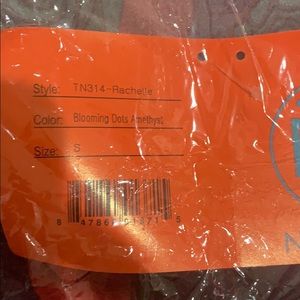 Style: TN314-Rachelle
Color: Blooming Dots Amethyst
Size: S